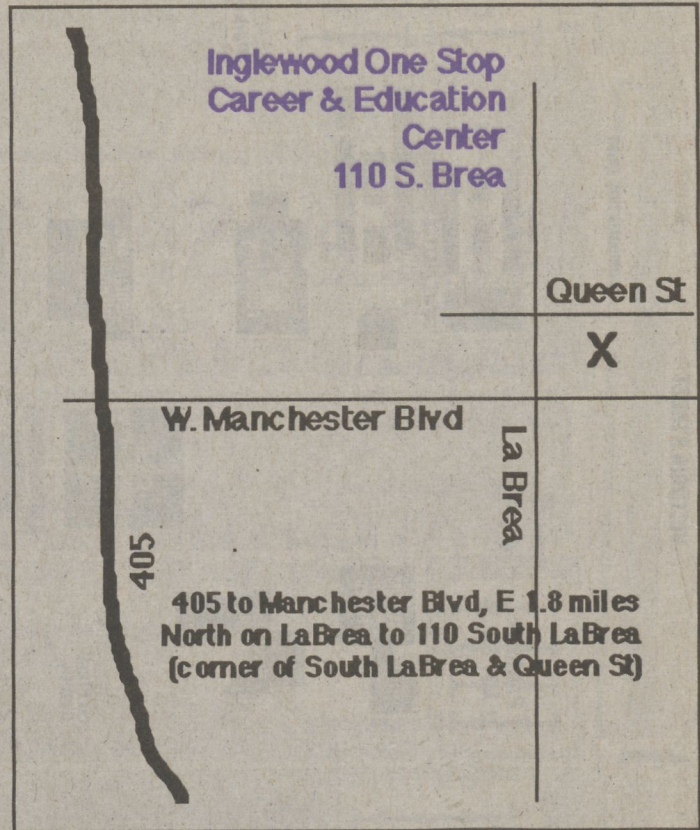 Inglewood One Stop
Career & Education
Center
110 S. Brea
Queen St
X
W. Manchester Blvd
La Brea
405
405 to Manchester Blvd, E 1.8 miles
North on LaBrea to 110 South LaBrea
(corner of South LaBrea & Queen St)